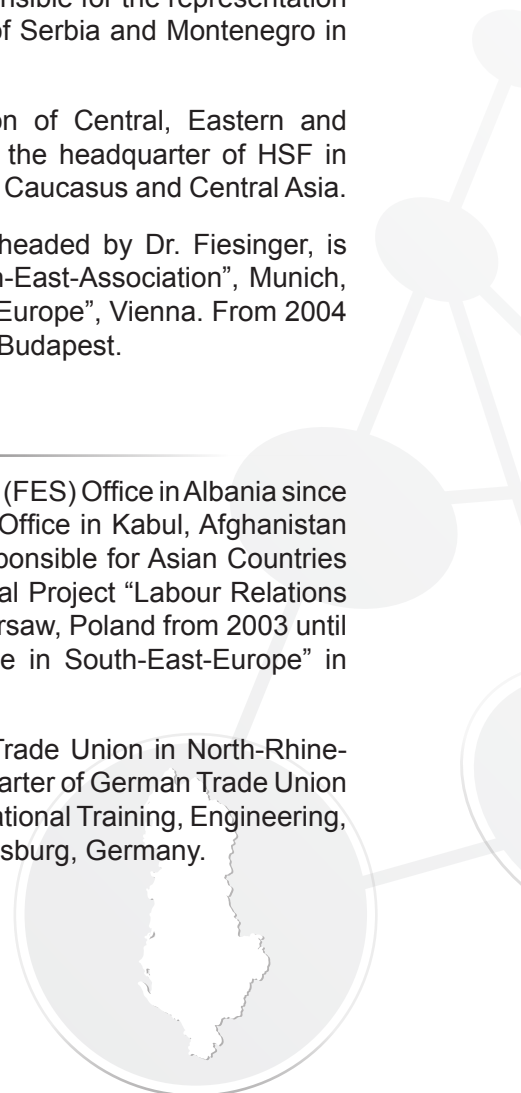 for the representation
of Serbia and Montenegro in
on of Central, Eastern and
the headquarter of HSF in
Caucasus and Central Asia.
headed by Dr. Fiesinger, is
-East-Association”, Munich,
Europe”, Vienna. From 2004
Budapest.
(FES) Office in Albania since
Office in Kabul, Afghanistan
ponsible for Asian Countries
al Project “Labour Relations
rsaw, Poland from 2003 until
e in South-East-Europe” in
Trade Union in North-Rhine-
arter of German Trade Union
ational Training, Engineering,
sburg, Germany.